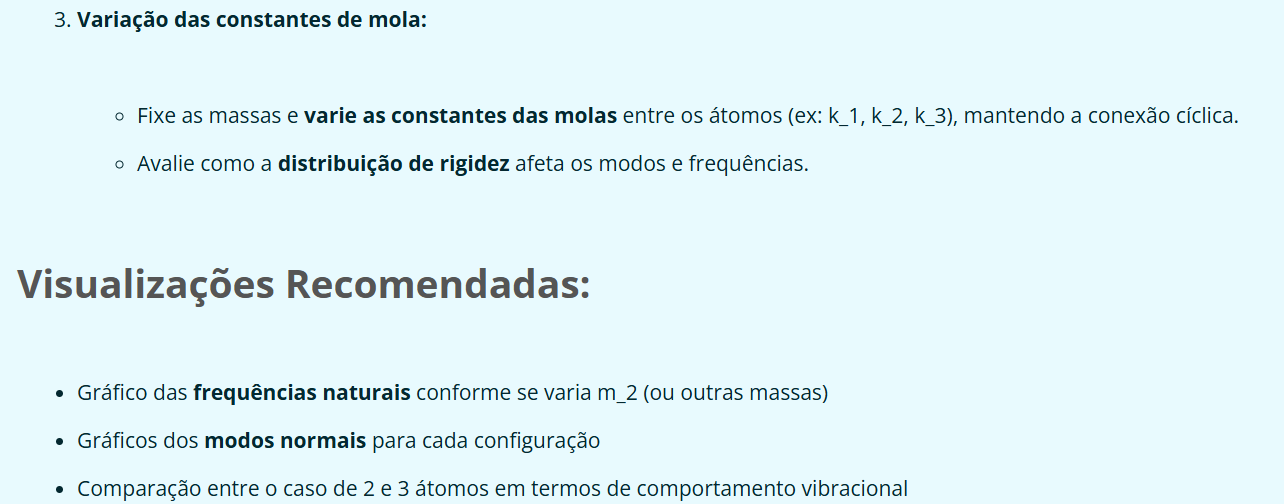 3. Variação das constantes de mola:
Fixe as massas e varie as constantes das molas entre os átomos (ex: k_1, k_2, k_3), mantendo a conexão cíclica.
Avalie como a distribuição de rigidez afeta os modos e frequências.
Visualizações Recomendadas:
Gráfico das frequências naturais conforme se varia m_2 (ou outras massas)
Gráficos dos modos normais para cada configuração
Comparação entre o caso de 2 e 3 átomos em termos de comportamento vibracional